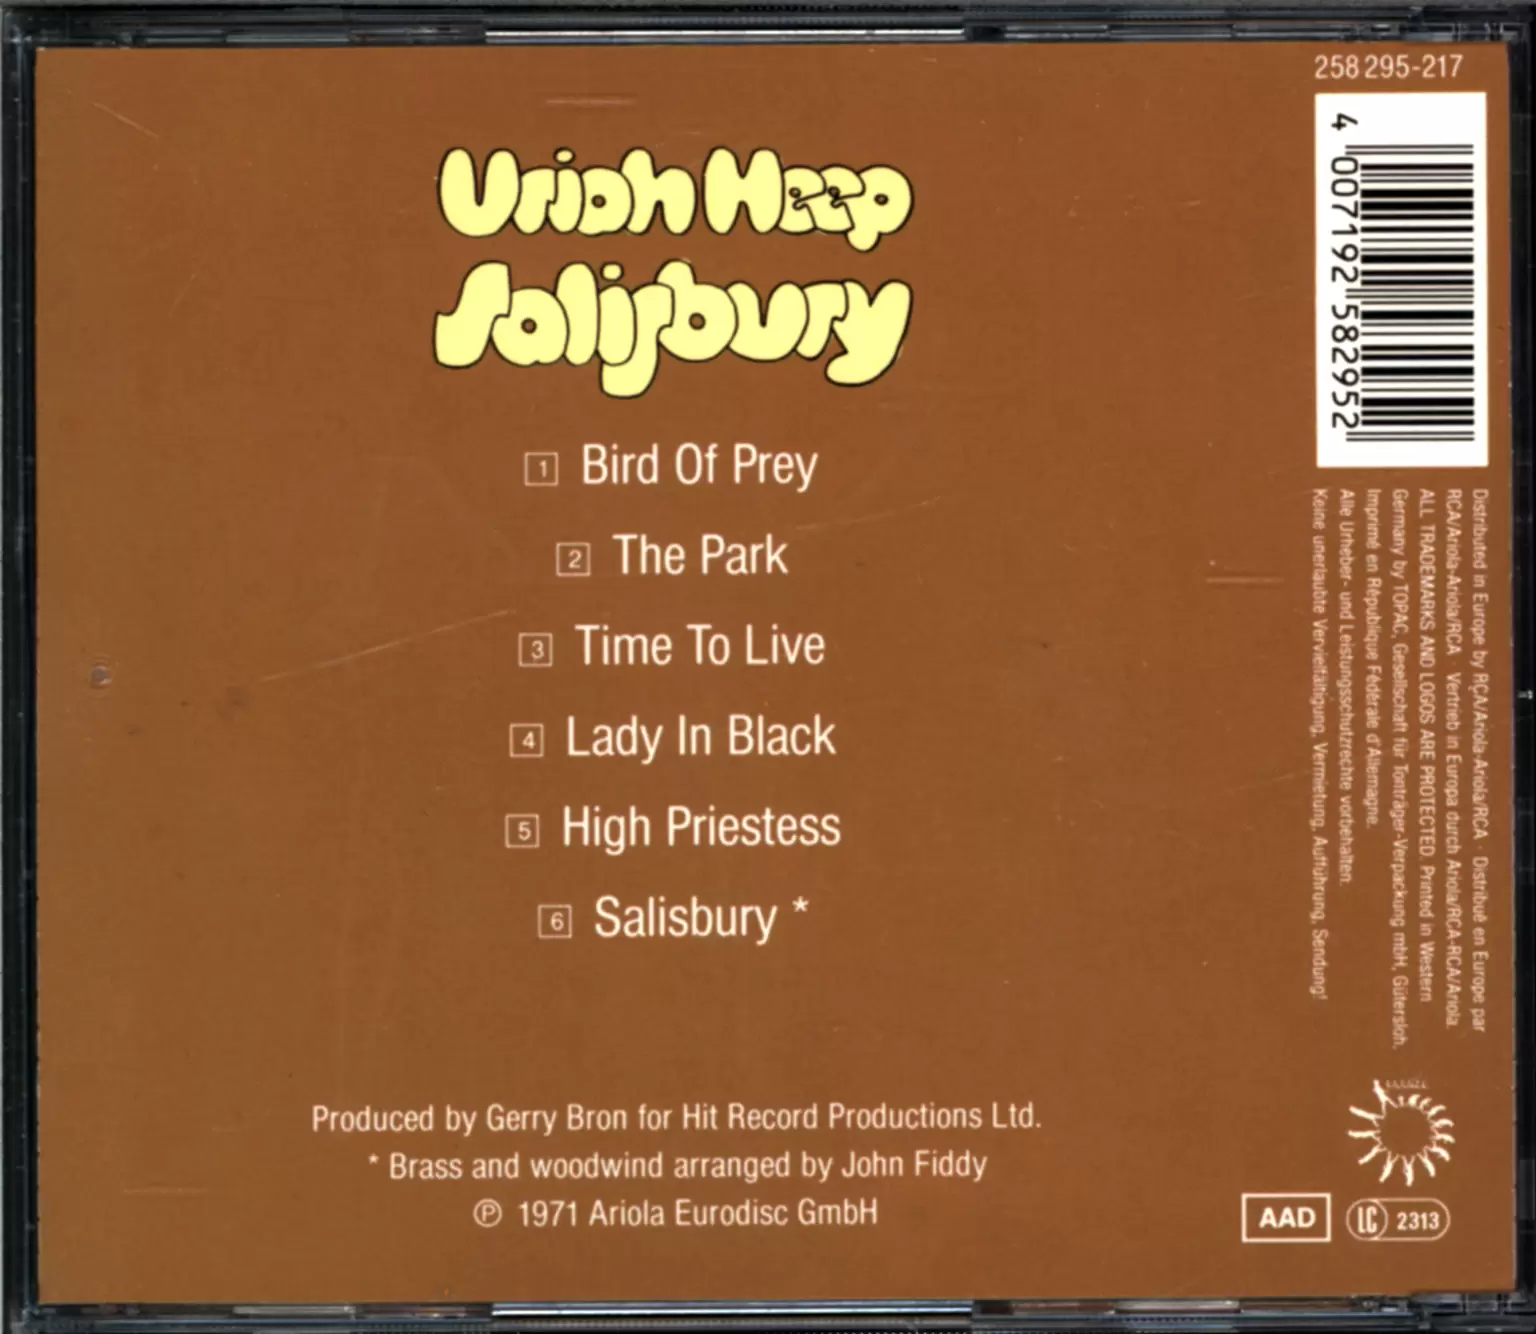 258 295-217
4 007192 582952
Uriah Heep
Salisbury
1 Bird Of Prey
2 The Park
3 Time To Live
4 Lady In Black
5 High Priestess
6 Salisbury *
Produced by Gerry Bron for Hit Record Productions Ltd.
* Brass and woodwind arranged by John Fiddy
℗ 1971 Ariola Eurodisc GmbH
Distributed in Europe by RCA/Ariola-Ariola/RCA · Distribué en Europe par
RCA/Ariola-Ariola/RCA · Vertrieb in Europa durch Ariola/RCA-RCA/Ariola.
ALL TRADEMARKS AND LOGOS ARE PROTECTED. Printed in Western
Germany by TOPAC, Gesellschaft für Tonträger-Verpackung mbH, Gütersloh.
Imprimé en République Fédérale d'Allemagne.
Alle Urheber- und Leistungsschutzrechte vorbehalten.
Keine unerlaubte Vervielfältigung, Vermietung, Aufführung, Sendung!
BRONZE
AAD
LC 2313